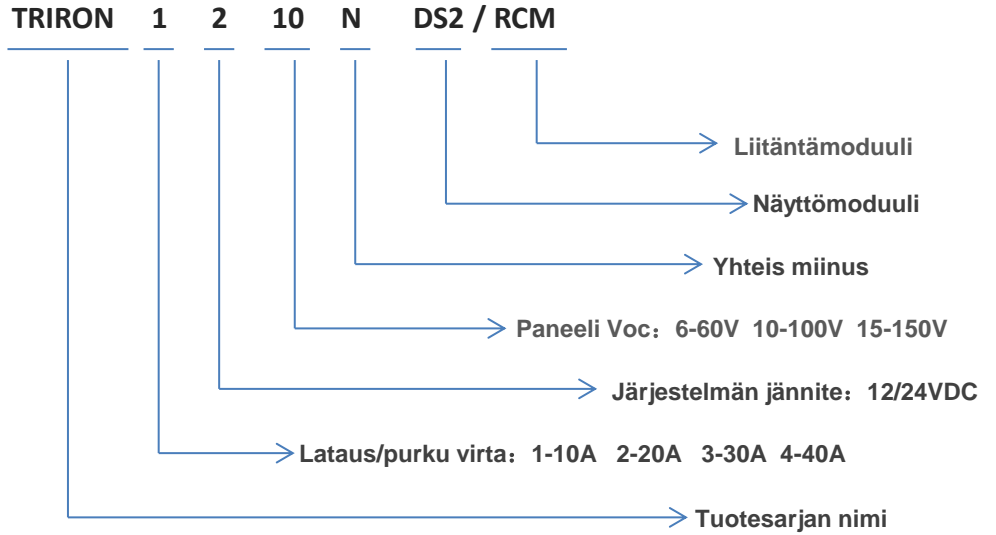 TRIRON 1 2 10 N DS2 / RCM
Liitäntämoduuli
Näyttömoduuli
Yhteis miinus
Paneeli Voc： 6-60V 10-100V 15-150V
Järjestelmän jännite： 12/24VDC
Lataus/purku virta： 1-10A 2-20A 3-30A 4-40A
Tuotesarjan nimi